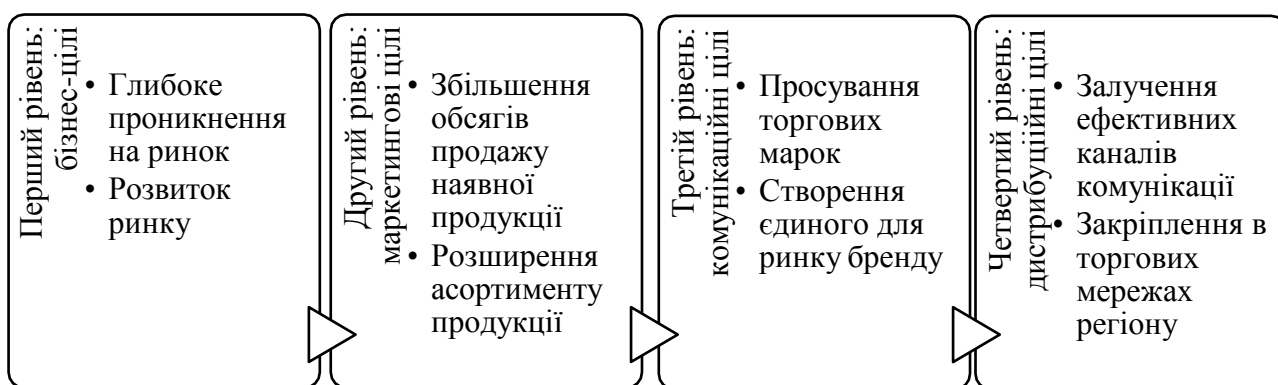 Перший рівень:
бізнес-цілі
• Глибоке
проникнення
на ринок
• Розвиток
ринку
Другий рівень:
маркетингові цілі
• Збільшення
обсягів
продажу
наявної
продукції
• Розширення
асортименту
продукції
Третій рівень:
комунікаційні цілі
• Просування
торгових
марок
• Створення
єдиного для
ринку бренду
Четвертий рівень:
дистрибуційні цілі
• Залучення
ефективних
каналів
комунікації
• Закріплення в
торгових
мережах
регіону